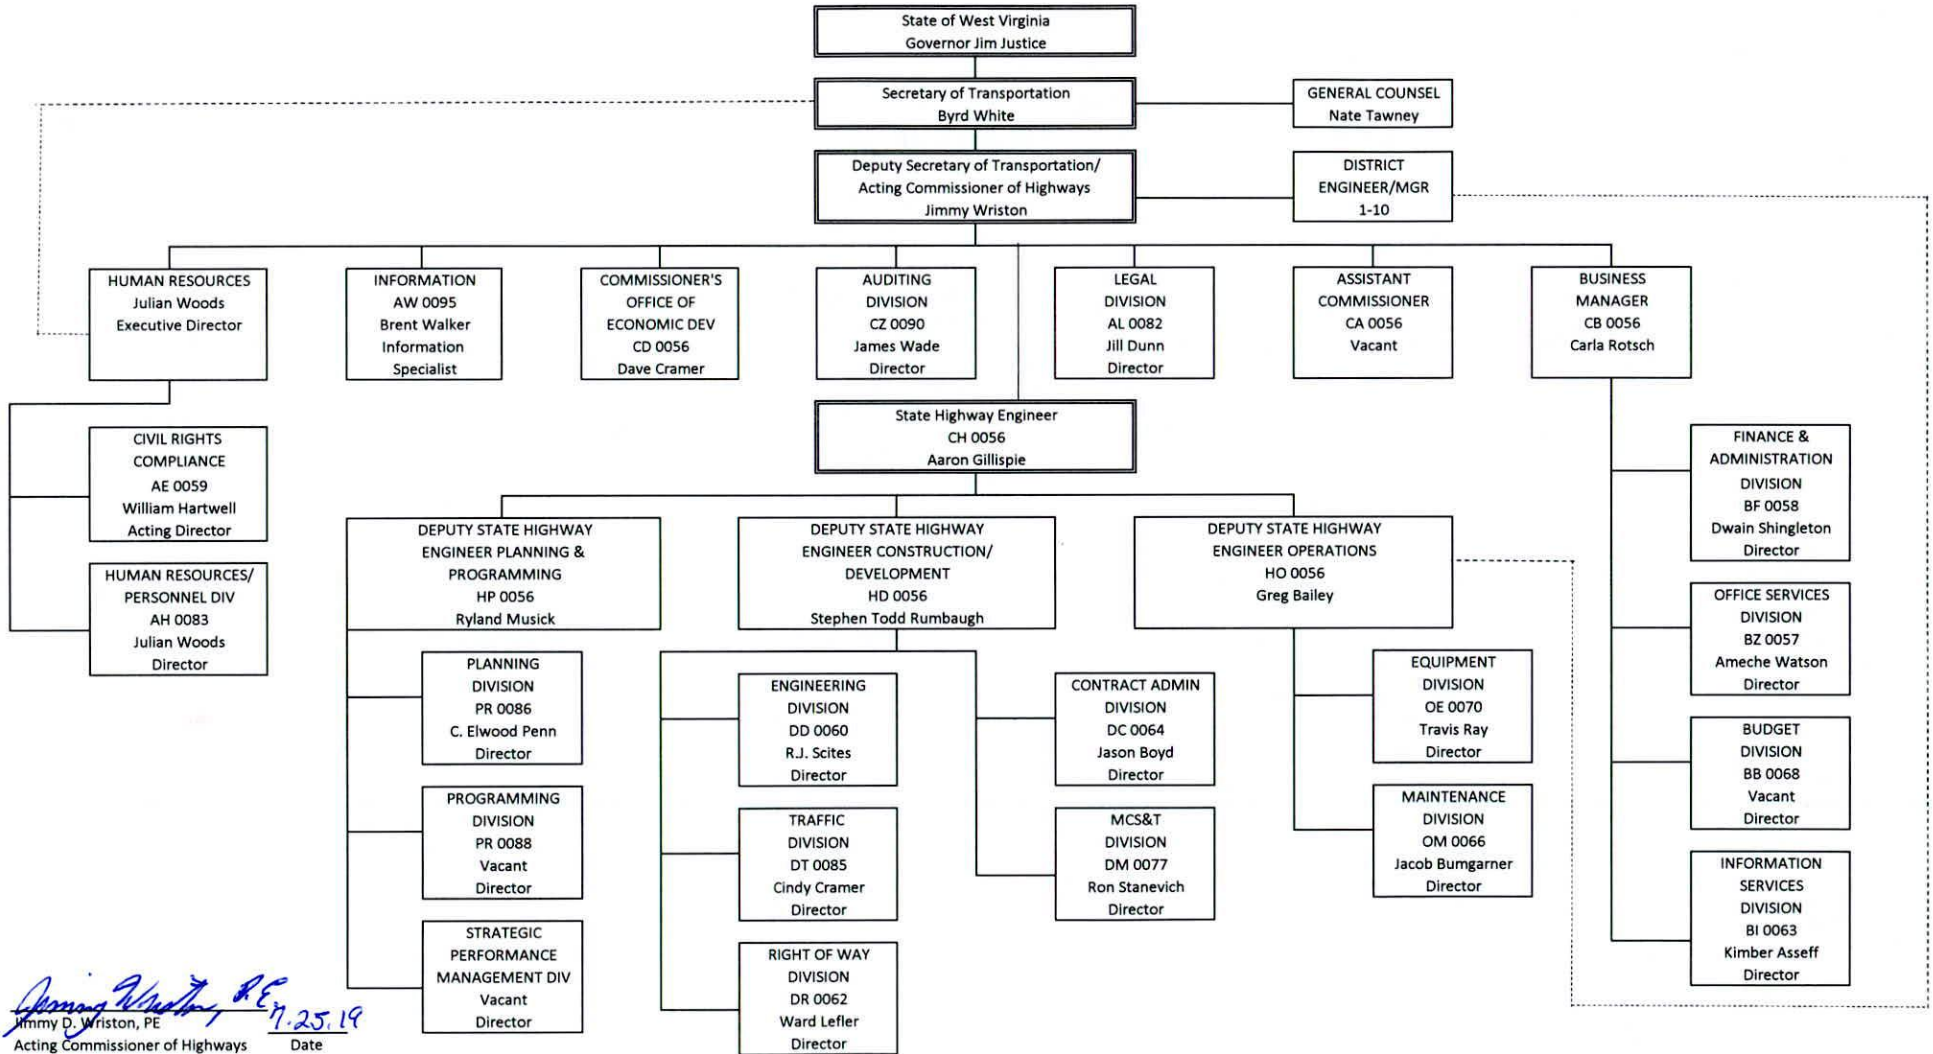 State of West Virginia
Governor Jim Justice
Secretary of Transportation
Byrd White
GENERAL COUNSEL
Nate Tawney
Deputy Secretary of Transportation/
Acting Commissioner of Highways
Jimmy Wriston
DISTRICT
ENGINEER/MGR
1-10
HUMAN RESOURCES
Julian Woods
Executive Director
INFORMATION
AW 0095
Brent Walker
Information
Specialist
COMMISSIONER'S
OFFICE OF
ECONOMIC DEV
CD 0056
Dave Cramer
AUDITING
DIVISION
CZ 0090
James Wade
Director
LEGAL
DIVISION
AL 0082
Jill Dunn
Director
ASSISTANT
COMMISSIONER
CA 0056
Vacant
BUSINESS
MANAGER
CB 0056
Carla Rotsch
State Highway Engineer
CH 0056
Aaron Gillispie
CIVIL RIGHTS
COMPLIANCE
AE 0059
William Hartwell
Acting Director
HUMAN RESOURCES/
PERSONNEL DIV
AH 0083
Julian Woods
Director
DEPUTY STATE HIGHWAY
ENGINEER PLANNING &
PROGRAMMING
HP 0056
Ryland Musick
DEPUTY STATE HIGHWAY
ENGINEER CONSTRUCTION/
DEVELOPMENT
HD 0056
Stephen Todd Rumbaugh
DEPUTY STATE HIGHWAY
ENGINEER OPERATIONS
HO 0056
Greg Bailey
FINANCE &
ADMINISTRATION
DIVISION
BF 0058
Dwain Shingleton
Director
OFFICE SERVICES
DIVISION
BZ 0057
Ameche Watson
Director
BUDGET
DIVISION
BB 0068
Vacant
Director
INFORMATION
SERVICES
DIVISION
BI 0063
Kimber Asseff
Director
PLANNING
DIVISION
PR 0086
C. Elwood Penn
Director
PROGRAMMING
DIVISION
PR 0088
Vacant
Director
STRATEGIC
PERFORMANCE
MANAGEMENT DIV
Vacant
Director
ENGINEERING
DIVISION
DD 0060
R.J. Scites
Director
TRAFFIC
DIVISION
DT 0085
Cindy Cramer
Director
RIGHT OF WAY
DIVISION
DR 0062
Ward Lefler
Director
CONTRACT ADMIN
DIVISION
DC 0064
Jason Boyd
Director
MCS&T
DIVISION
DM 0077
Ron Stanevich
Director
EQUIPMENT
DIVISION
OE 0070
Travis Ray
Director
MAINTENANCE
DIVISION
OM 0066
Jacob Bumgarner
Director
Jimmy Wriston, P.E. 7.25.19
Jimmy D. Wriston, PE
Acting Commissioner of Highways Date